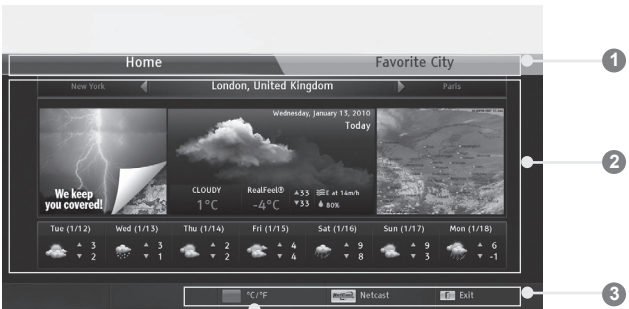 Home
Favorite City
1
New York
London, United Kingdom
Paris
Wednesday, January 13, 2010
Today
We keep
you covered!
CLOUDY
1°C
RealFeel®
-4°C
▲33
▼33
E at 14m/h
80%
2
Tue (1/12)
Wed (1/13)
Thu (1/14)
Fri (1/15)
Sat (1/16)
Sun (1/17)
Mon (1/18)
▲ 3
▼ 2
▲ 3
▼ 1
▲ 2
▼ 2
▲ 4
▼ 4
▲ 9
▼ 8
▲ 9
▼ 3
▲ 6
▼ -1
°C/°F
NetCast
Netcast
Exit
3